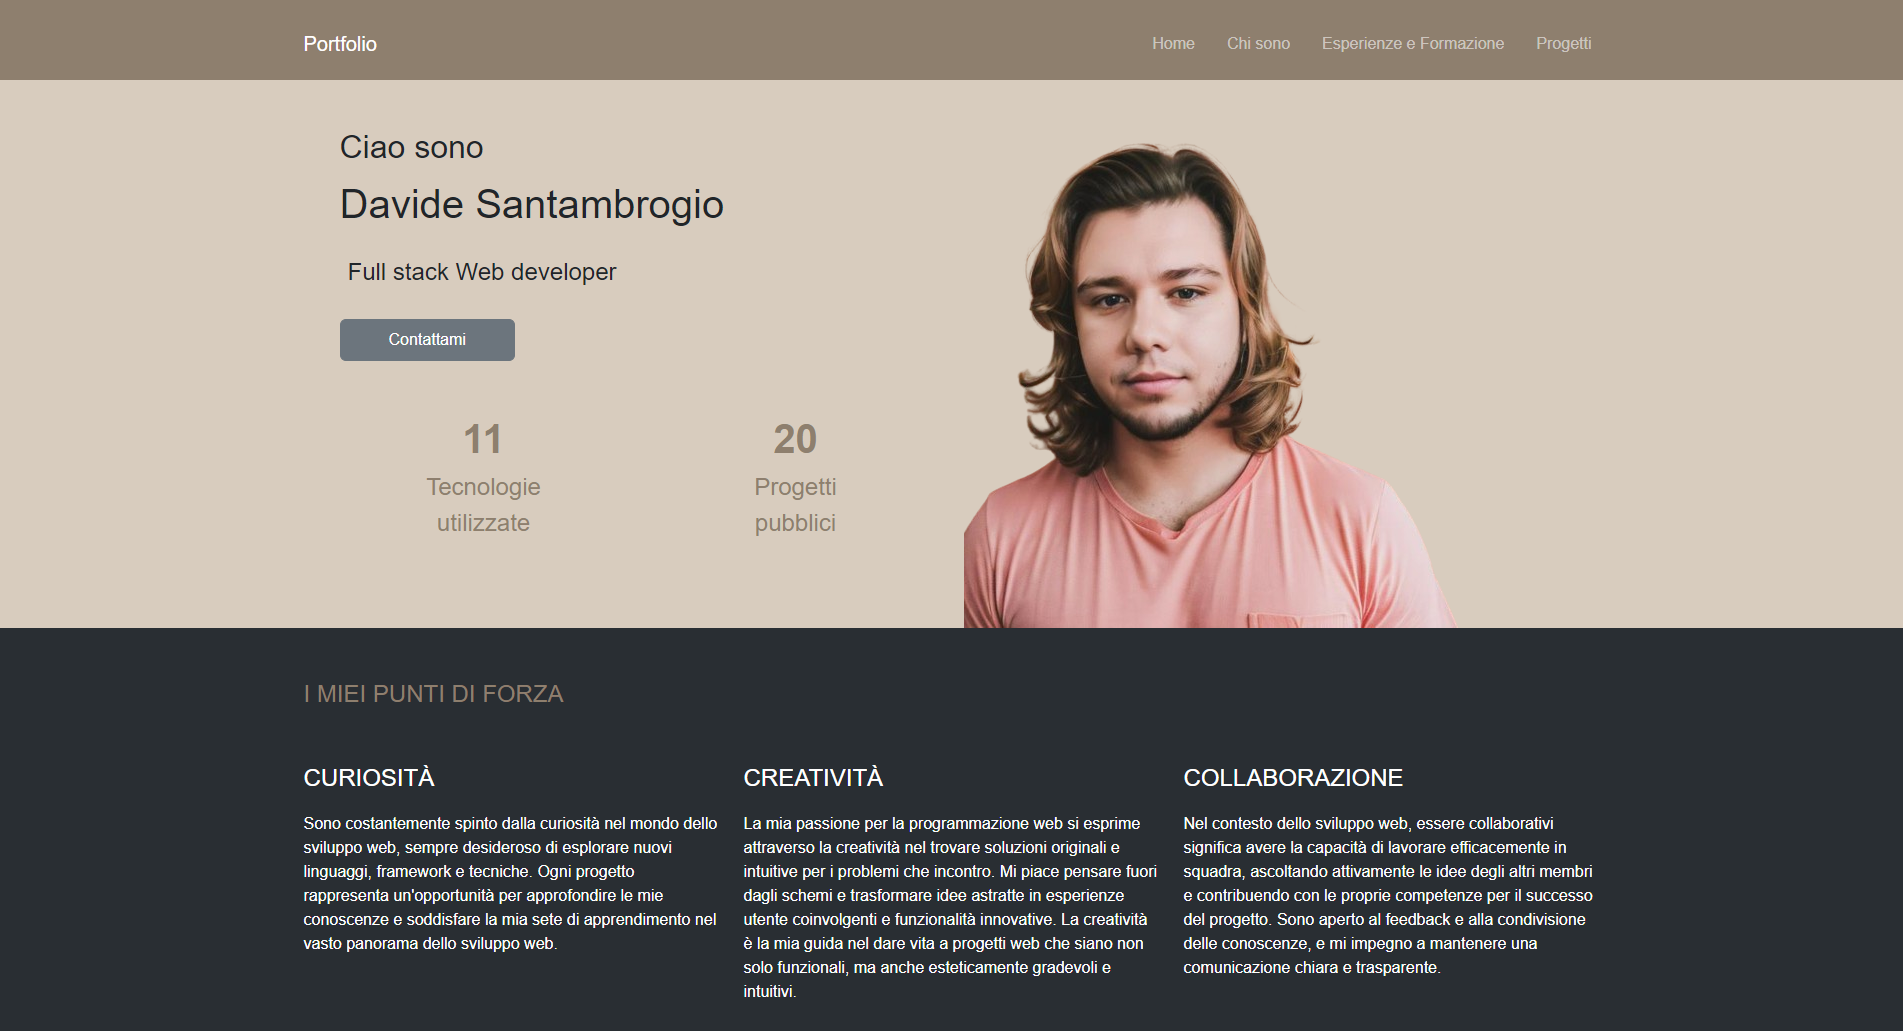 Portfolio
Home
Chi sono
Esperienze e Formazione
Progetti
Ciao sono
Davide Santambrogio
Full stack Web developer
Contattami
11
Tecnologie
utilizzate
20
Progetti
pubblici
I MIEI PUNTI DI FORZA
CURIOSITÀ
Sono costantemente spinto dalla curiosità nel mondo dello
sviluppo web, sempre desideroso di esplorare nuovi
linguaggi, framework e tecniche. Ogni progetto
rappresenta un'opportunità per approfondire le mie
conoscenze e soddisfare la mia sete di apprendimento nel
vasto panorama dello sviluppo web.
CREATIVITÀ
La mia passione per la programmazione web si esprime
attraverso la creatività nel trovare soluzioni originali e
intuitive per i problemi che incontro. Mi piace pensare fuori
dagli schemi e trasformare idee astratte in esperienze
utente coinvolgenti e funzionalità innovative. La creatività
è la mia guida nel dare vita a progetti web che siano non
solo funzionali, ma anche esteticamente gradevoli e
intuitivi.
COLLABORAZIONE
Nel contesto dello sviluppo web, essere collaborativi
significa avere la capacità di lavorare efficacemente in
squadra, ascoltando attivamente le idee degli altri membri
e contribuendo con le proprie competenze per il successo
del progetto. Sono aperto al feedback e alla condivisione
delle conoscenze, e mi impegno a mantenere una
comunicazione chiara e trasparente.